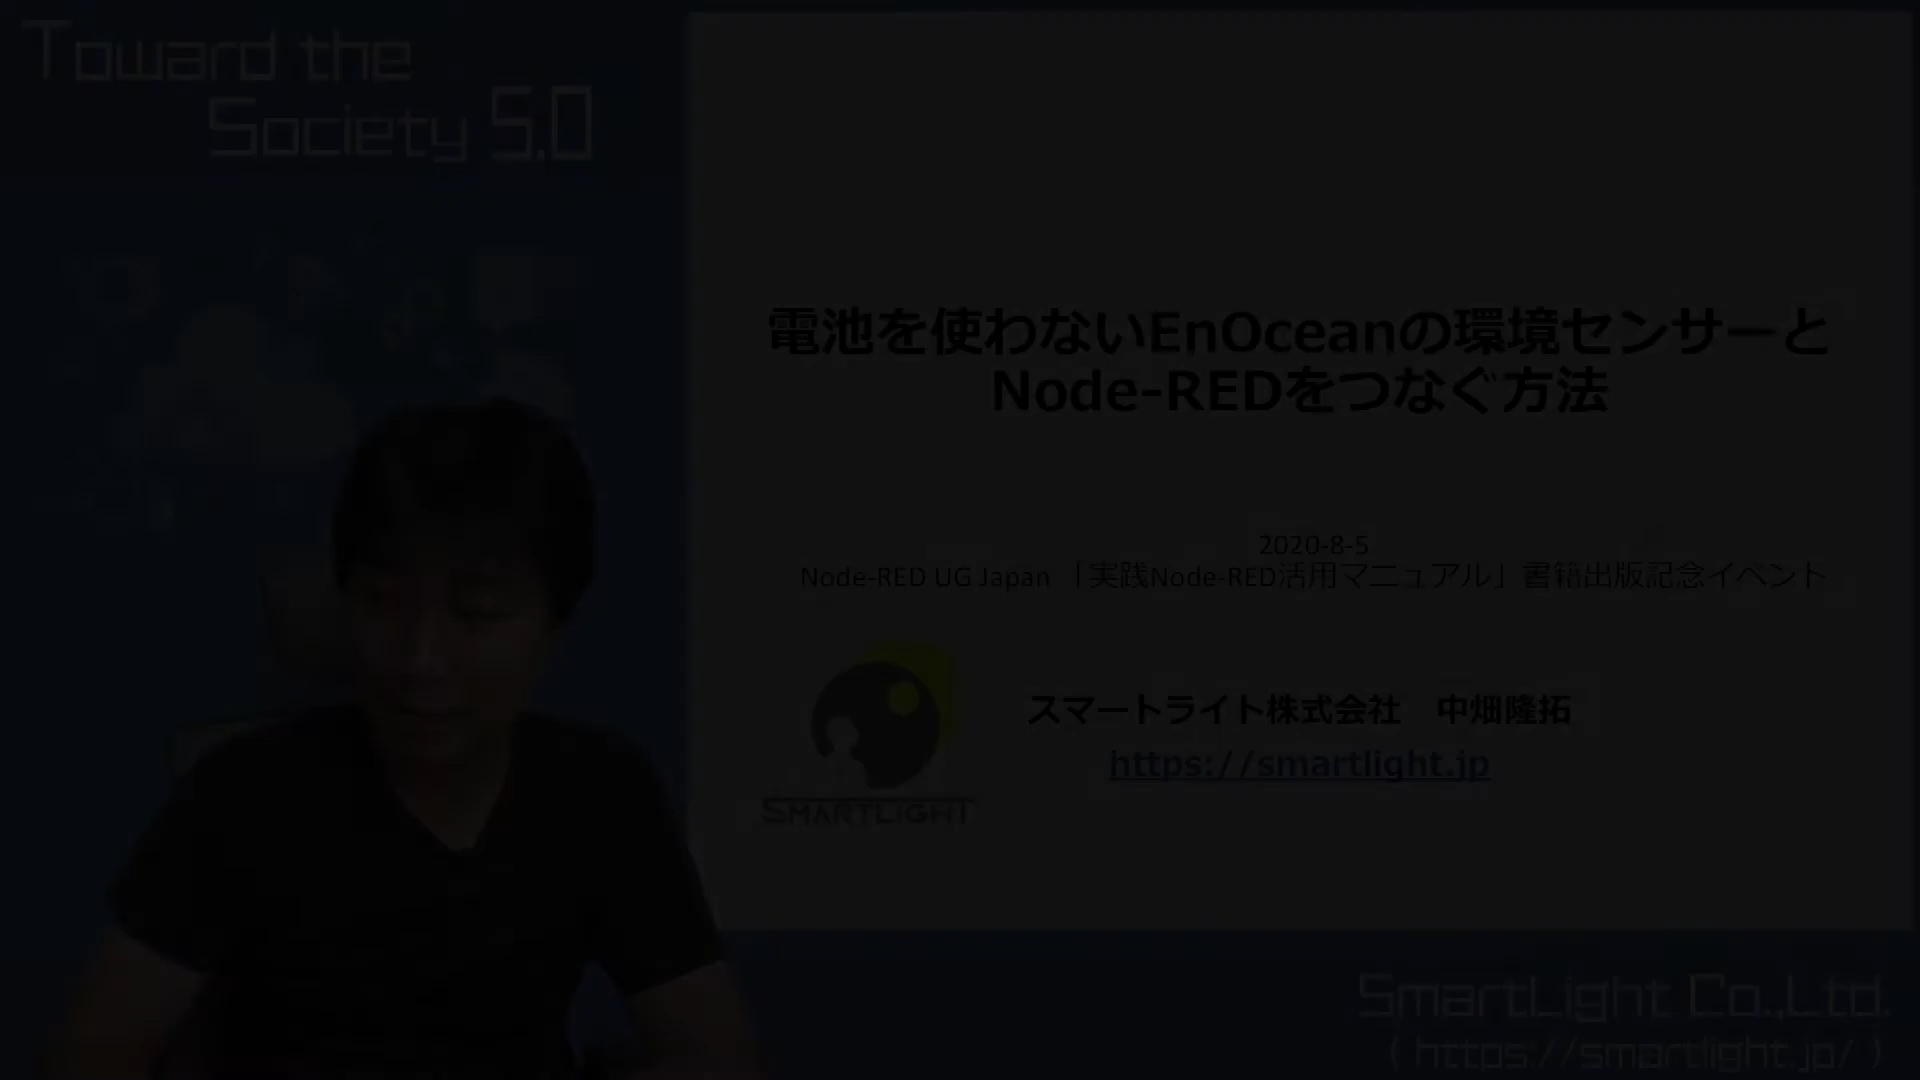 Toward the
Society 5.0
電池を使わないEnOceanの環境センサーと
Node-REDをつなぐ方法
2020-8-5
Node-RED UG Japan 「実践Node-RED活用マニュアル」書籍出版記念イベント
スマートライト株式会社　中畑隆拓
https://smartlight.jp
SMARTLIGHT
SmartLight Co.,Ltd.
( https://smartlight.jp/ )